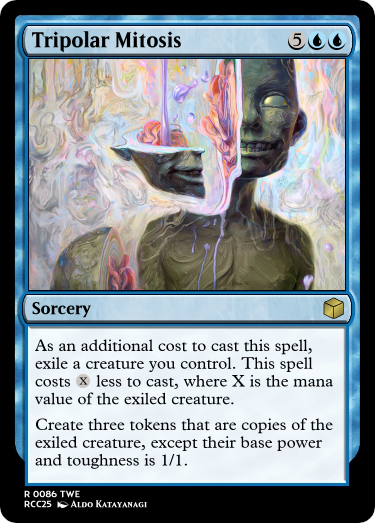 Tripolar Mitosis 5
Sorcery
As an additional cost to cast this spell,
exile a creature you control. This spell
costs X less to cast, where X is the mana
value of the exiled creature.
Create three tokens that are copies of the
exiled creature, except their base power
and toughness is 1/1.
R 0086 TWE
RCC25 Aldo Katayanagi